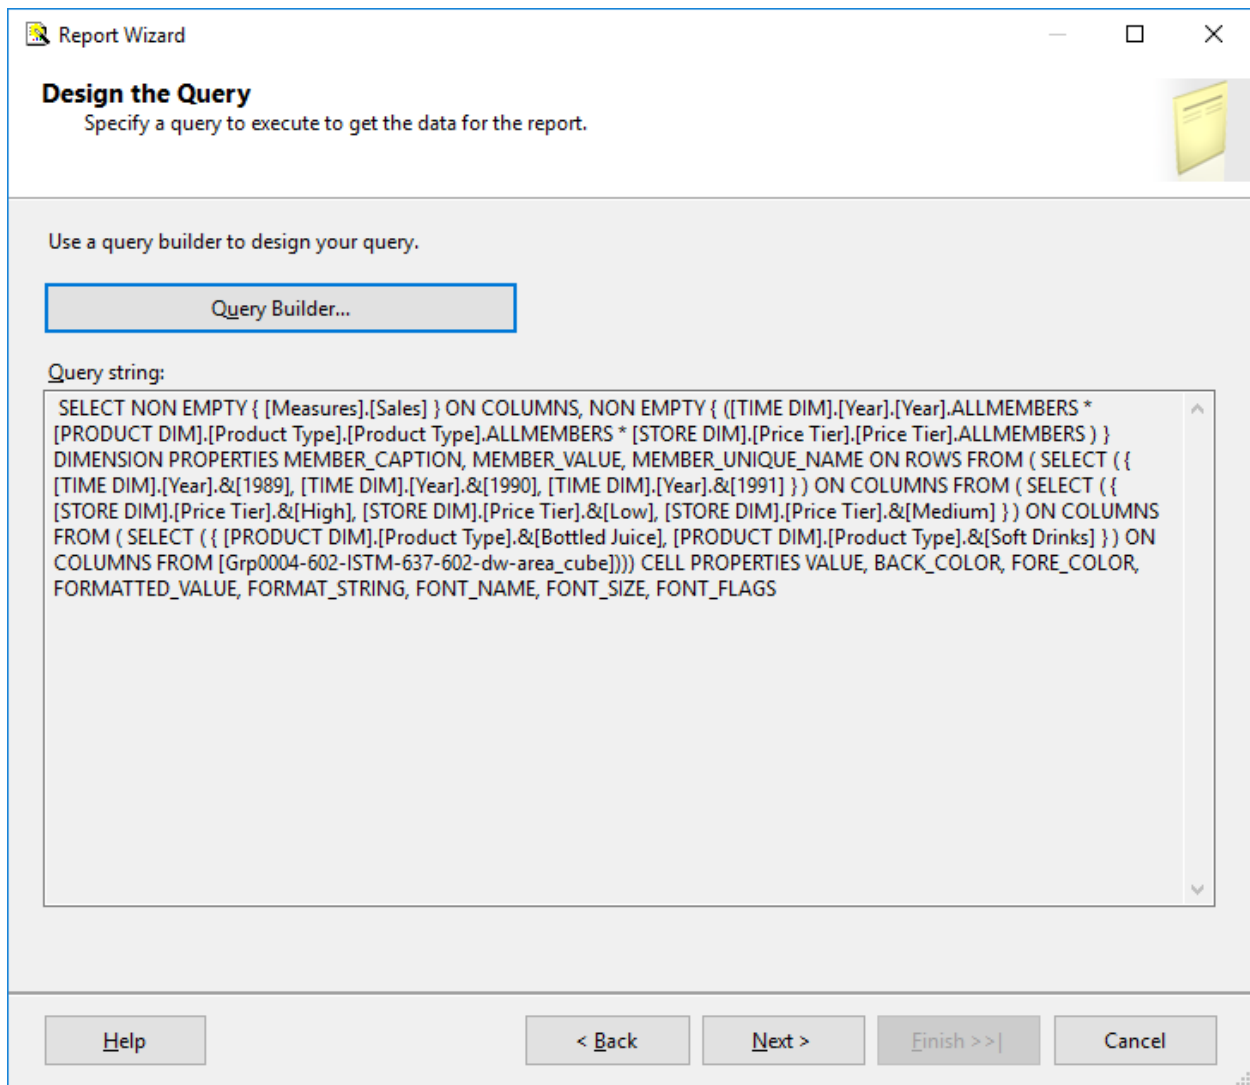 Report Wizard
Design the Query
Specify a query to execute to get the data for the report.
Use a query builder to design your query.
Query Builder...
Query string:
SELECT NON EMPTY { [Measures].[Sales] } ON COLUMNS, NON EMPTY { ([TIME DIM].[Year].[Year].ALLMEMBERS *
[PRODUCT DIM].[Product Type].[Product Type].ALLMEMBERS * [STORE DIM].[Price Tier].[Price Tier].ALLMEMBERS ) }
DIMENSION PROPERTIES MEMBER_CAPTION, MEMBER_VALUE, MEMBER_UNIQUE_NAME ON ROWS FROM ( SELECT ( {
[TIME DIM].[Year].&[1989], [TIME DIM].[Year].&[1990], [TIME DIM].[Year].&[1991] } ) ON COLUMNS FROM ( SELECT ( {
[STORE DIM].[Price Tier].&[High], [STORE DIM].[Price Tier].&[Low], [STORE DIM].[Price Tier].&[Medium] } ) ON COLUMNS
FROM ( SELECT ( { [PRODUCT DIM].[Product Type].&[Bottled Juice], [PRODUCT DIM].[Product Type].&[Soft Drinks] } ) ON
COLUMNS FROM [Grp0004-602-ISTM-637-602-dw-area_cube]))) CELL PROPERTIES VALUE, BACK_COLOR, FORE_COLOR,
FORMATTED_VALUE, FORMAT_STRING, FONT_NAME, FONT_SIZE, FONT_FLAGS
Help
< Back
Next >
Finish >>|
Cancel